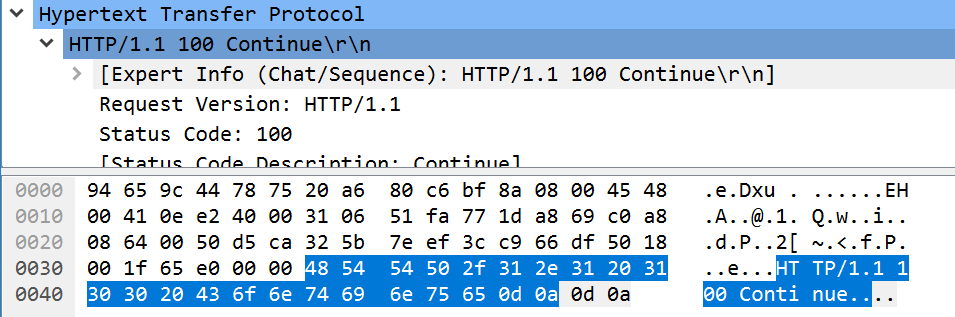 Hypertext Transfer Protocol
HTTP/1.1 100 Continue\r\n
[Expert Info (Chat/Sequence): HTTP/1.1 100 Continue\r\n]
Request Version: HTTP/1.1
Status Code: 100
[Status Code Description: Continue]
0000 94 65 9c 44 78 75 20 a6 80 c6 bf 8a 08 00 45 48 .e.Dxu . ......EH
0010 00 41 0e e2 40 00 31 06 51 fa 77 1d a8 69 c0 a8 .A..@.1. Q.w..i..
0020 08 64 00 50 d5 ca 32 5b 7e ef 3c c9 66 df 50 18 .d.P..2[ ~.<.f.P.
0030 00 1f 65 e0 00 00 48 54 54 50 2f 31 2e 31 20 31 ..e...HT TP/1.1 1
0040 30 30 20 43 6f 6e 74 69 6e 75 65 0d 0a 0d 0a 00 Conti nue....